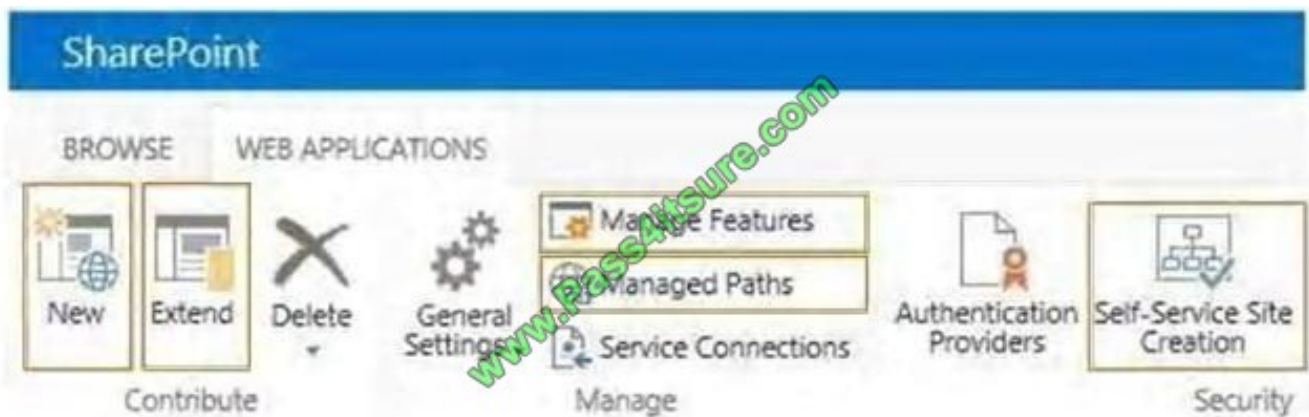 SharePoint
BROWSE WEB APPLICATIONS
New
Extend
Delete
General
Settings
Manage Features
Managed Paths
Service Connections
Authentication
Providers
Self-Service Site
Creation
Contribute
Manage
Security
www.Pass4itsure.com